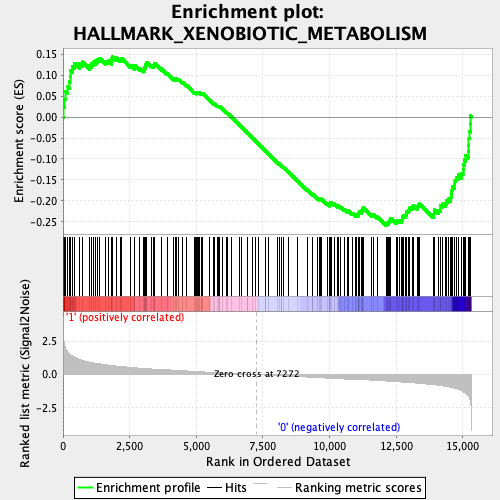 Enrichment plot:
HALLMARK_XENOBIOTIC_METABOLISM
Enrichment score (ES)
0.15
0.10
0.05
0.00
-0.05
-0.10
-0.15
-0.20
-0.25
'1' (positively correlated)
Ranked list metric (Signal2Noise)
2.5
0.0
-2.5
Zero cross at 7272
'0' (negatively correlated)
0
2,500
5,000
7,500
10,000
12,500
15,000
Rank in Ordered Dataset
Enrichment profile
Hits
Ranking metric scores